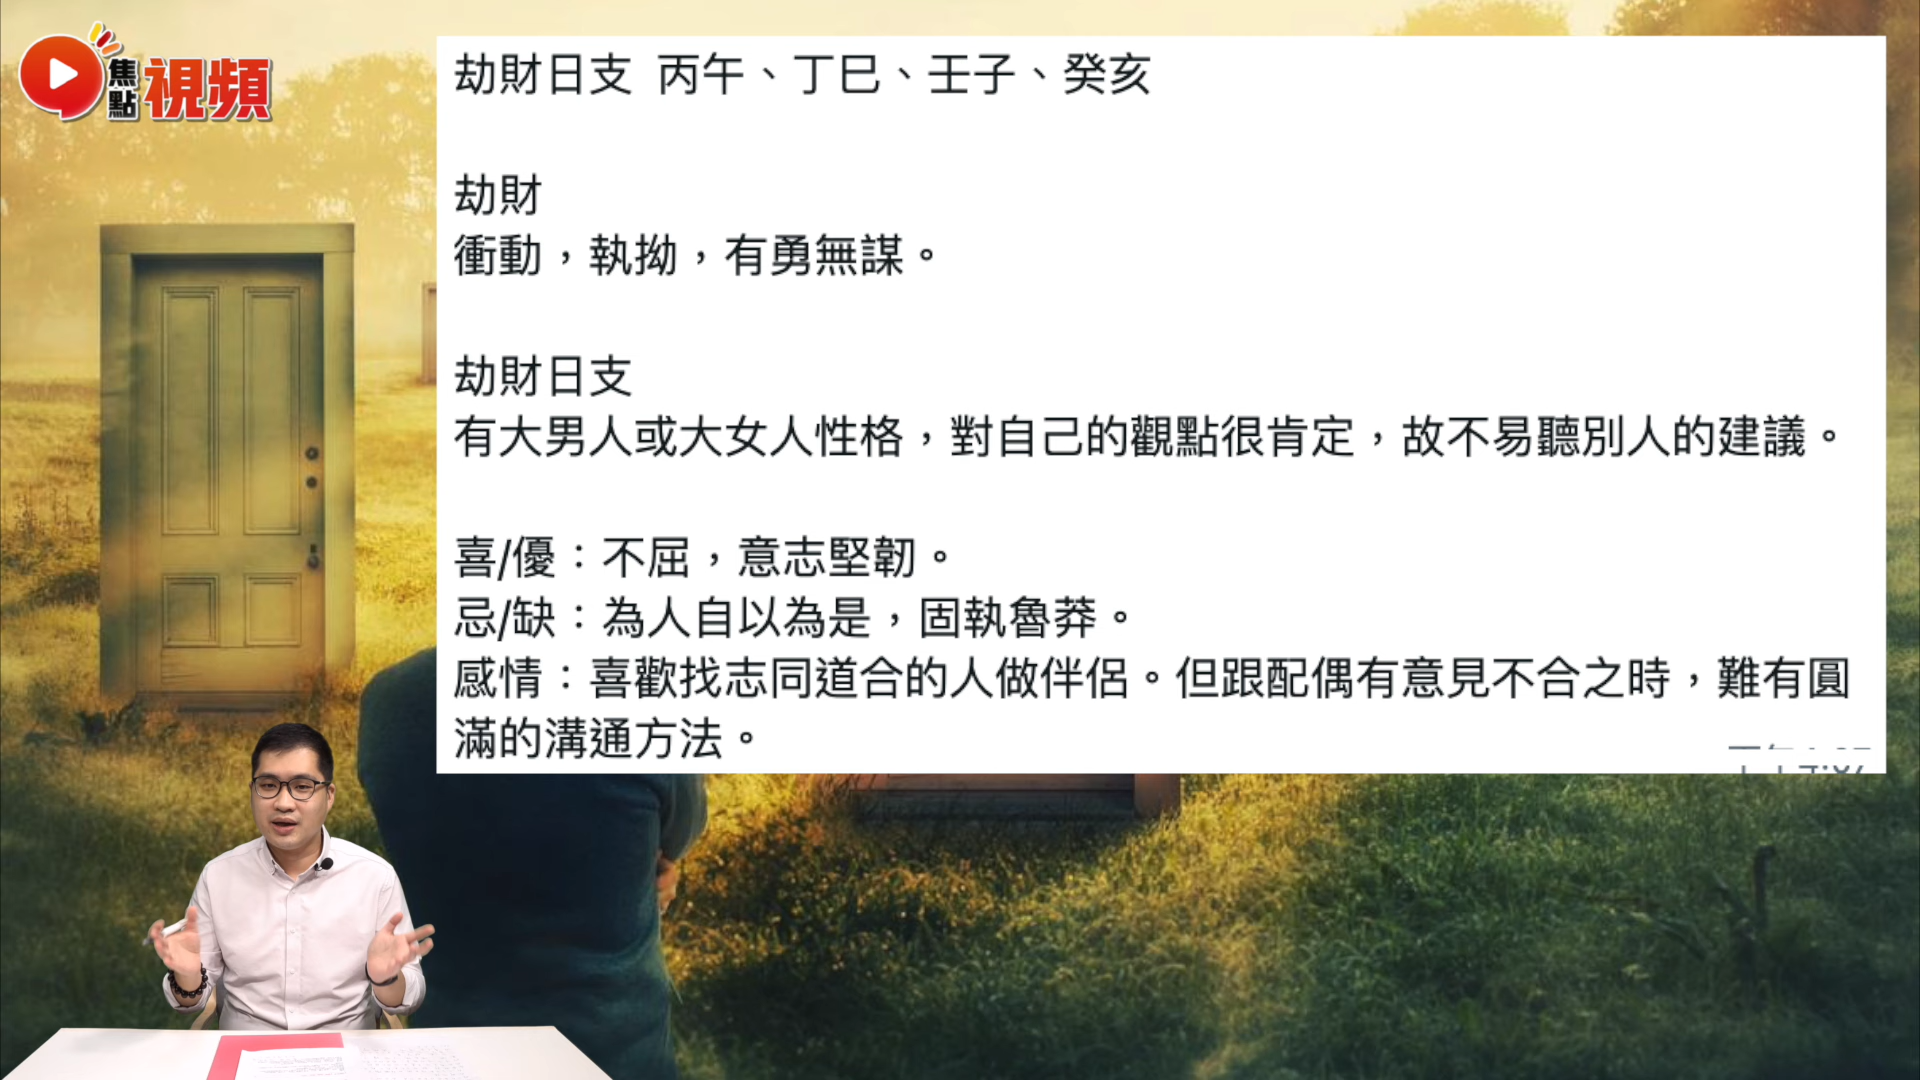 焦點視頻
劫財日支 丙午、丁巳、壬子、癸亥
劫財
衝動，執拗，有勇無謀。
劫財日支
有大男人或大女人性格，對自己的觀點很肯定，故不易聽別人的建議。
喜/優：不屈，意志堅韌。
忌/缺：為人自以為是，固執魯莽。
感情：喜歡找志同道合的人做伴侶。但跟配偶有意見不合之時，難有圓
滿的溝通方法。